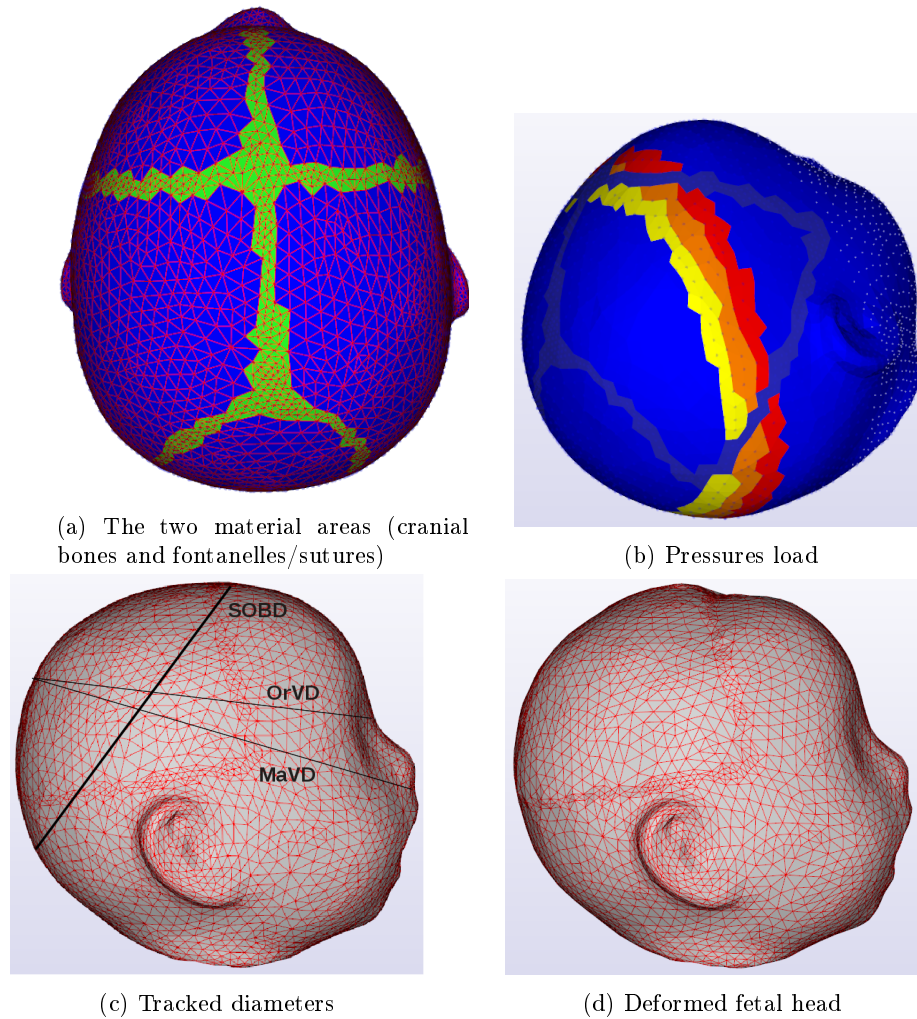 (a) The two material areas (cranial
bones and fontanelles/sutures)
(b) Pressures load
SOBD
OrVD
MaVD
(c) Tracked diameters
(d) Deformed fetal head